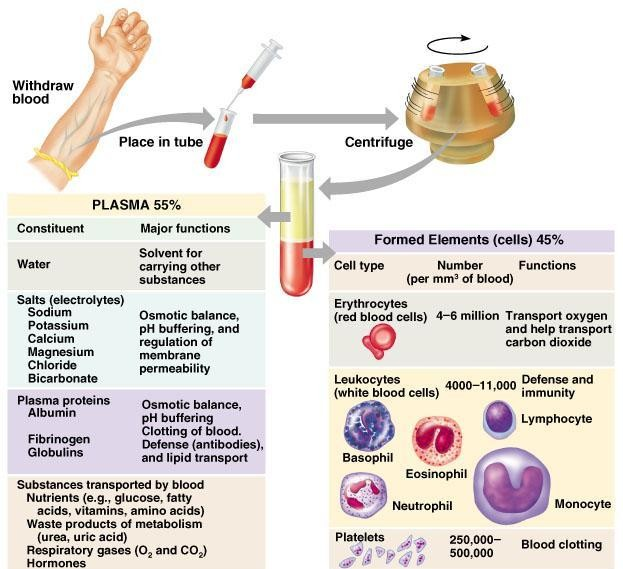 Withdraw
blood
Place in tube
Centrifuge
PLASMA 55%
Constituent Major functions
Water
Solvent for
carrying other
substances
Salts (electrolytes)
Sodium
Potassium
Calcium
Magnesium
Chloride
Bicarbonate
Osmotic balance,
pH buffering, and
regulation of
membrane
permeability
Plasma proteins
Albumin
Fibrinogen
Globulins
Osmotic balance,
pH buffering
Clotting of blood.
Defense (antibodies),
and lipid transport
Substances transported by blood
Nutrients (e.g., glucose, fatty
acids, vitamins, amino acids)
Waste products of metabolism
(urea, uric acid)
Respiratory gases (O₂ and CO₂)
Hormones
Formed Elements (cells) 45%
Cell type Number Functions
(per mm³ of blood)
Erythrocytes
(red blood cells) 4–6 million Transport oxygen
and help transport
carbon dioxide
Leukocytes
(white blood cells) 4000–11,000 Defense and
immunity
Lymphocyte
Basophil
Eosinophil
Neutrophil
Monocyte
Platelets
250,000–
500,000
Blood clotting